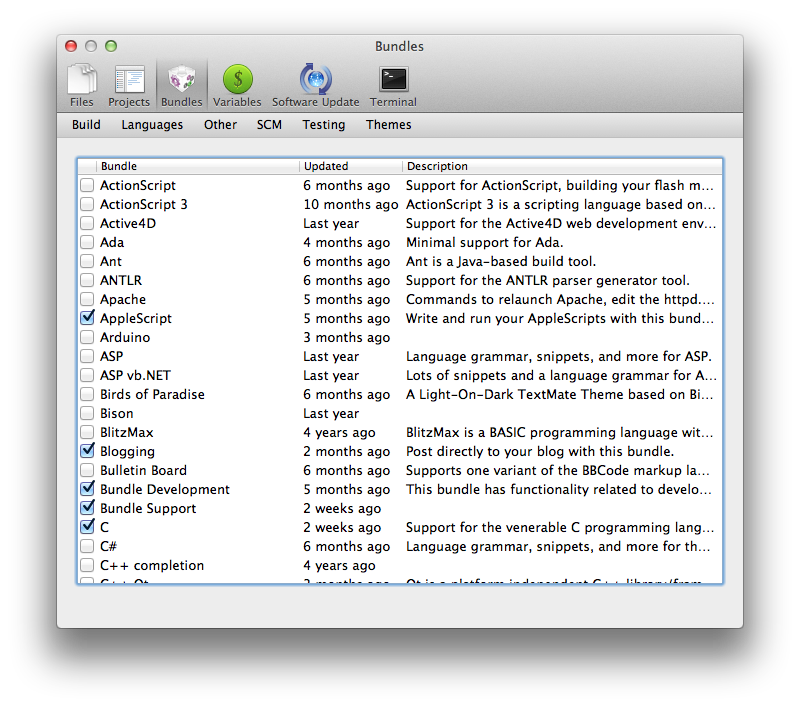 Bundles
Files Projects Bundles Variables Software Update Terminal
Build Languages Other SCM Testing Themes
Bundle Updated Description
ActionScript 6 months ago Support for ActionScript, building your flash m...
ActionScript 3 10 months ago ActionScript 3 is a scripting language based on...
Active4D Last year Support for the Active4D web development env...
Ada 4 months ago Minimal support for Ada.
Ant 6 months ago Ant is a Java-based build tool.
ANTLR 6 months ago Support for the ANTLR parser generator tool.
Apache 5 months ago Commands to relaunch Apache, edit the httpd....
AppleScript 5 months ago Write and run your AppleScripts with this bund...
Arduino 3 months ago
ASP Last year Language grammar, snippets, and more for ASP.
ASP vb.NET Last year Lots of snippets and a language grammar for A...
Birds of Paradise 6 months ago A Light-On-Dark TextMate Theme based on Bi...
Bison Last year
BlitzMax 4 years ago BlitzMax is a BASIC programming language wit...
Blogging 2 months ago Post directly to your blog with this bundle.
Bulletin Board 6 months ago Supports one variant of the BBCode markup la...
Bundle Development 5 months ago This bundle has functionality related to develo...
Bundle Support 2 weeks ago
C 2 weeks ago Support for the venerable C programming lang...
C# 6 months ago Language grammar, snippets, and more for th...
C++ completion 4 years ago